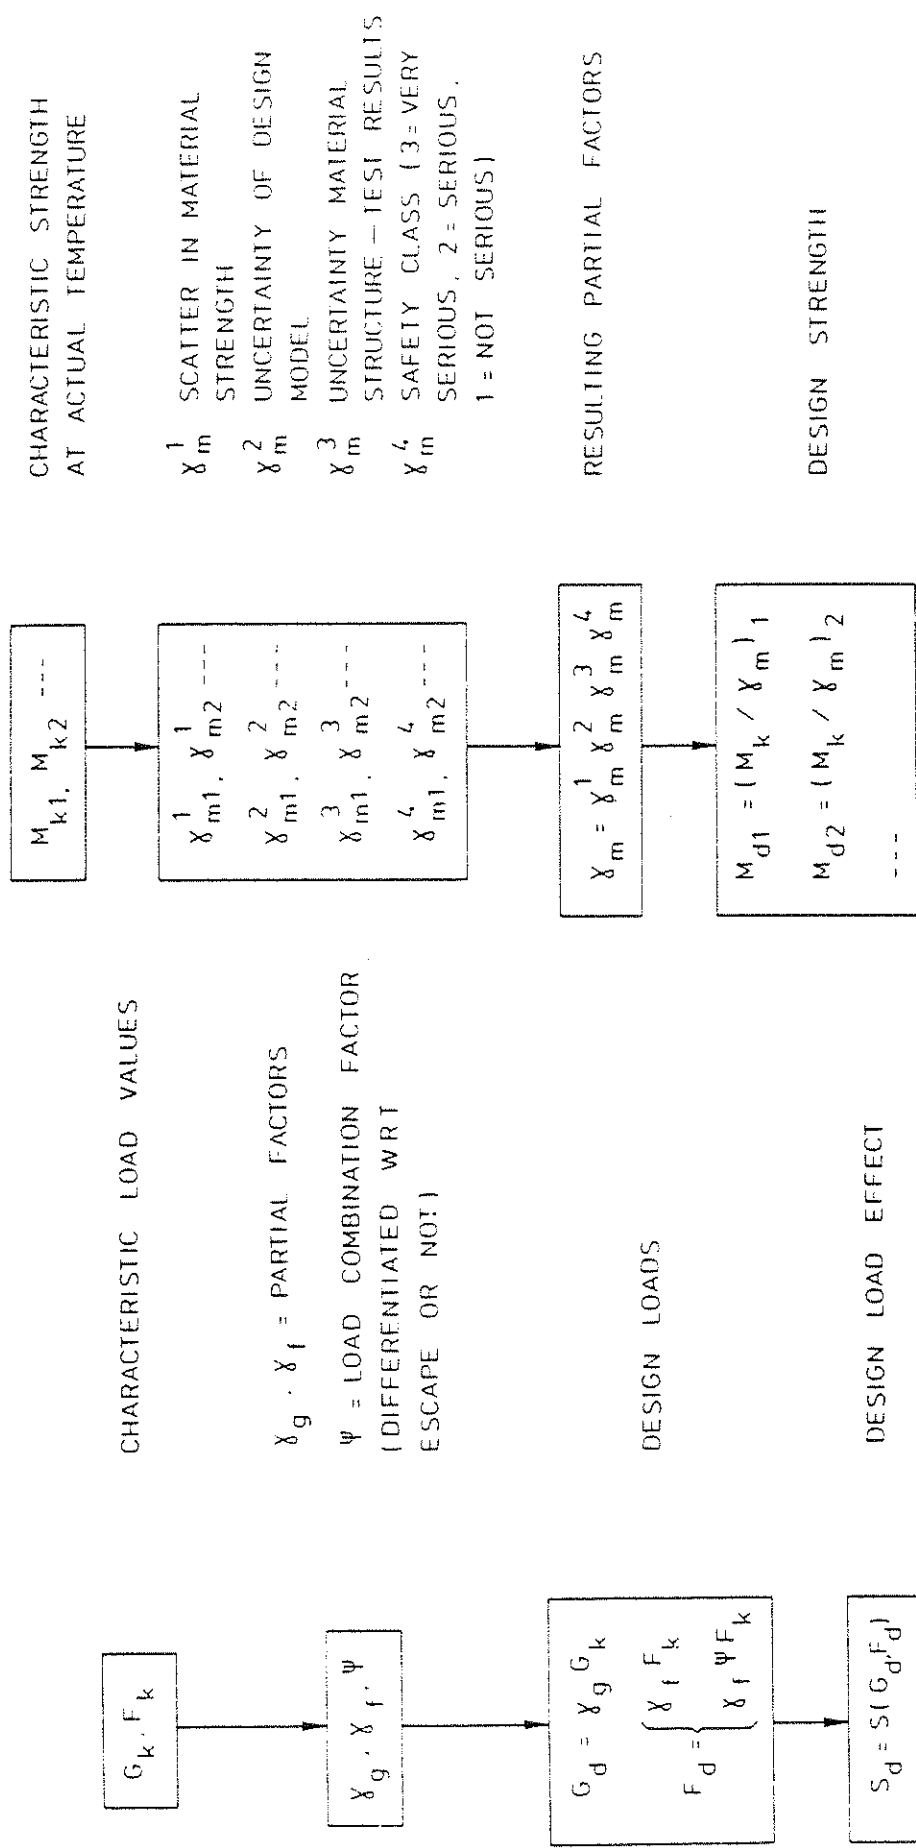 G_k, F_k
CHARACTERISTIC LOAD VALUES
γ_g, γ_f, ψ
γ_g, γ_f = PARTIAL FACTORS
ψ = LOAD COMBINATION FACTOR
(DIFFERENTIATED WRT
ESCAPE OR NOT!)
G_d = γ_g G_k
F_d = { γ_f F_k
γ_f ψ F_k
DESIGN LOADS
S_d = S(G_d, F_d)
DESIGN LOAD EFFECT
M_k1, M_k2 ---
CHARACTERISTIC STRENGTH
AT ACTUAL TEMPERATURE
γ^1_m1, γ^1_m2 ---
γ^2_m1, γ^2_m2 ---
γ^3_m1, γ^3_m2 ---
γ^4_m1, γ^4_m2 ---
γ^1_m SCATTER IN MATERIAL
STRENGTH
γ^2_m UNCERTAINTY OF DESIGN
MODEL
γ^3_m UNCERTAINTY MATERIAL
STRUCTURE – TEST RESULTS
γ^4_m SAFETY CLASS (3 = VERY
SERIOUS, 2 = SERIOUS,
1 = NOT SERIOUS)
γ_m = γ^1_m γ^2_m γ^3_m γ^4_m
RESULTING PARTIAL FACTORS
M_d1 = (M_k / γ_m)_1
M_d2 = (M_k / γ_m)_2
---
DESIGN STRENGTH